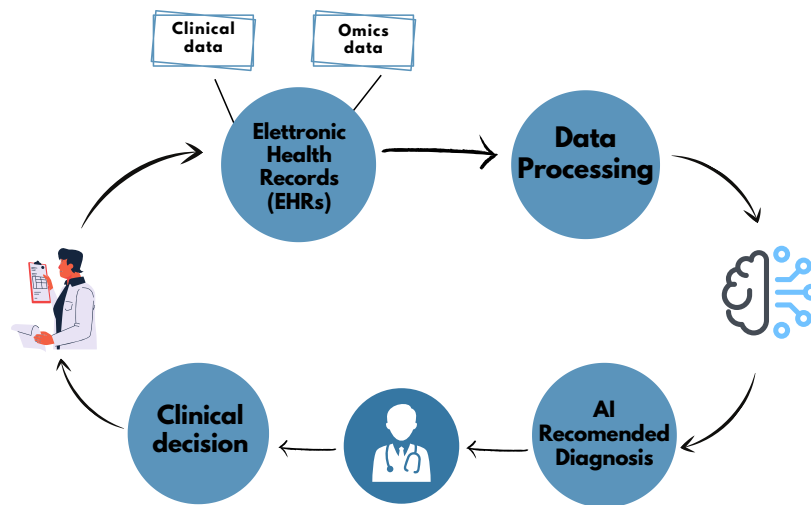 Clinical
data
Omics
data
Elettronic
Health
Records
(EHRs)
Data
Processing
AI
Recomended
Diagnosis
Clinical
decision